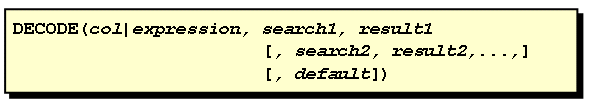 DECODE(col|expression, search1, result1
[, search2, result2,...,]
[, default])